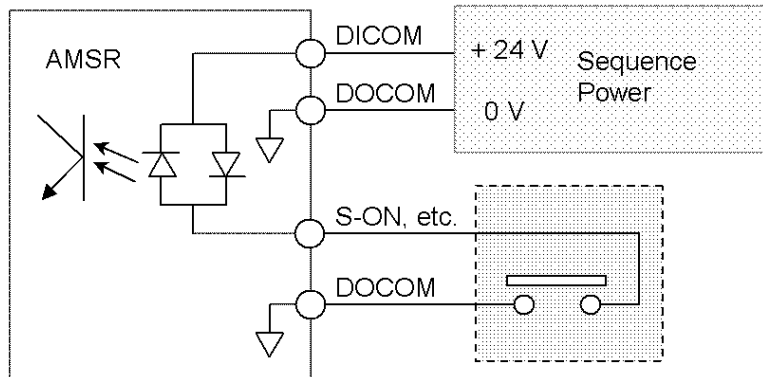 AMSR
DICOM
+ 24 V
Sequence
Power
DOCOM
0 V
S-ON, etc.
DOCOM